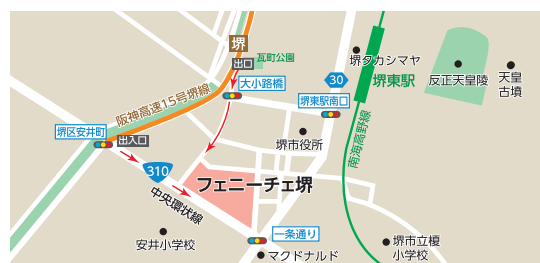 堺
出口
瓦町公園
大小路橋
30
堺タカシマヤ
堺東駅
反正天皇陵
天皇
古墳
阪神高速15号堺線
堺東駅南口
堺区安井町
出入口
堺市役所
南海高野線
310
フェニーチェ堺
中央環状線
一条通り
安井小学校
マクドナルド
堺市立榎
小学校